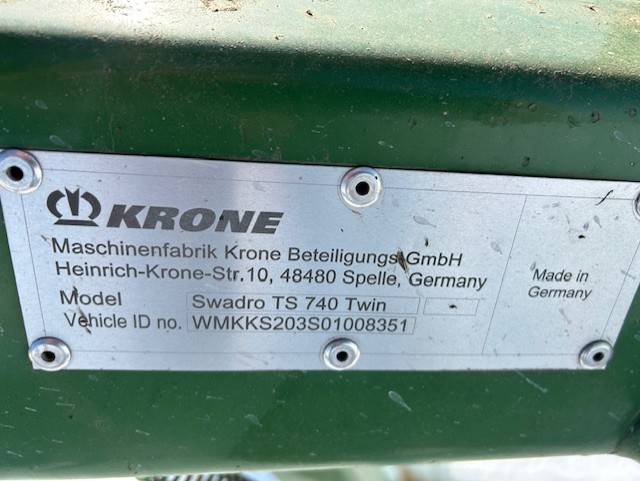 KRONE
Maschinenfabrik Krone Beteiligungs-GmbH
Heinrich-Krone-Str.10, 48480 Spelle, Germany
Model Swadro TS 740 Twin
Vehicle ID no. WMKKS203S01008351
Made in
Germany